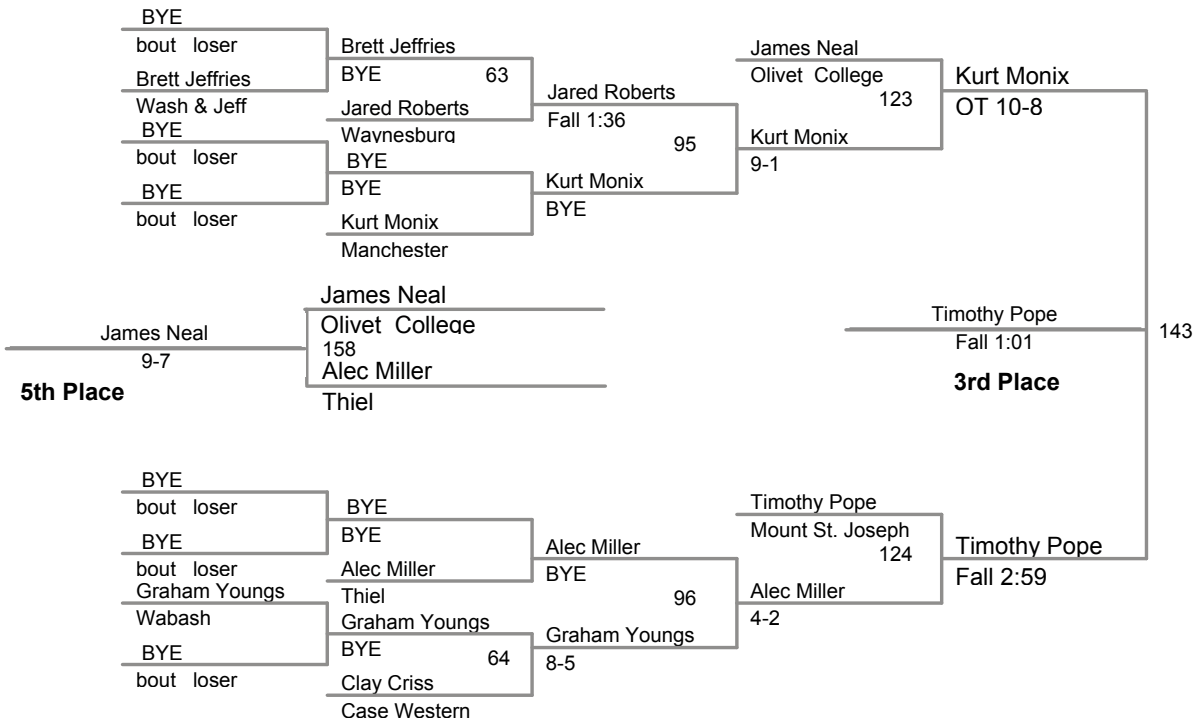 BYE
bout loser
Brett Jeffries
Wash & Jeff
BYE
bout loser
BYE
bout loser
Brett Jeffries
BYE
63
Jared Roberts
Waynesburg
BYE
BYE
Kurt Monix
Manchester
Jared Roberts
Fall 1:36
95
Kurt Monix
BYE
James Neal
Olivet College
123
Kurt Monix
9-1
Kurt Monix
OT 10-8
James Neal
9-7
5th Place
James Neal
Olivet College
158
Alec Miller
Thiel
Timothy Pope
Fall 1:01
3rd Place
143
BYE
bout loser
BYE
bout loser
Graham Youngs
Wabash
BYE
bout loser
BYE
BYE
Alec Miller
Thiel
Graham Youngs
BYE
64
Clay Criss
Case Western
Alec Miller
BYE
96
Graham Youngs
8-5
Timothy Pope
Mount St. Joseph
124
Alec Miller
4-2
Timothy Pope
Fall 2:59